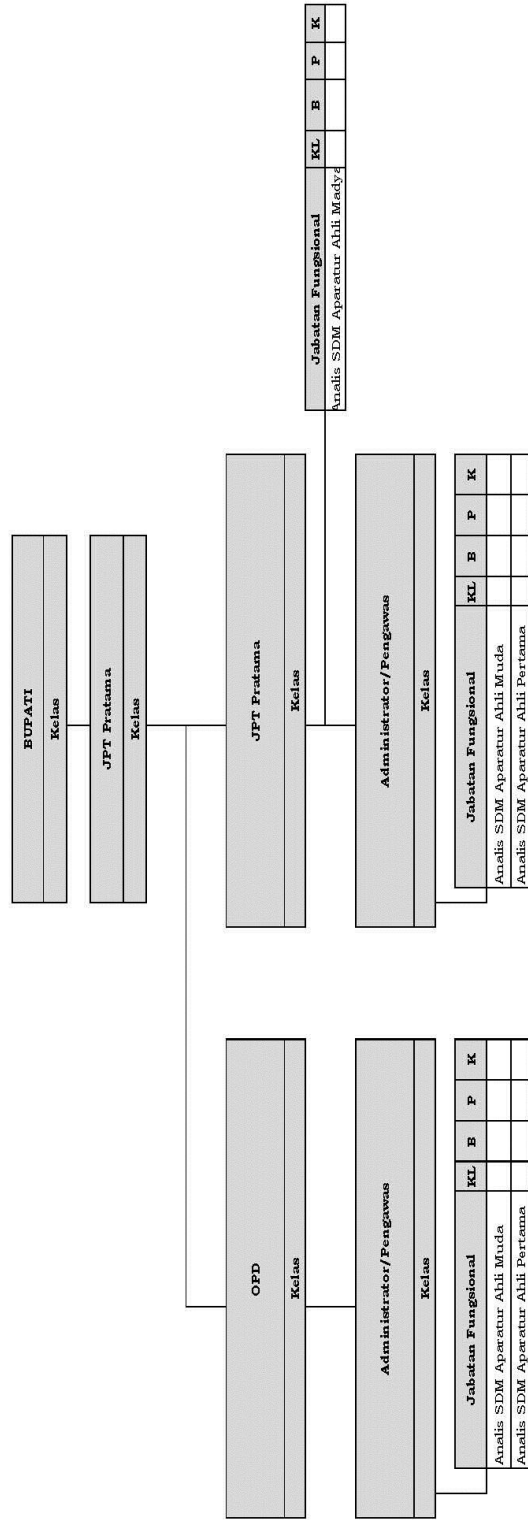 BUPATI
Kelas
JPT Pratama
Kelas
OPD
Kelas
JPT Pratama
Kelas
Jabatan Fungsional KL B P K
Analis SDM Aparatur Ahli Madya
Administrator/Pengawas
Kelas
Administrator/Pengawas
Kelas
Jabatan Fungsional KL B P K
Analis SDM Aparatur Ahli Muda
Analis SDM Aparatur Ahli Pertama
Jabatan Fungsional KL B P K
Analis SDM Aparatur Ahli Muda
Analis SDM Aparatur Ahli Pertama